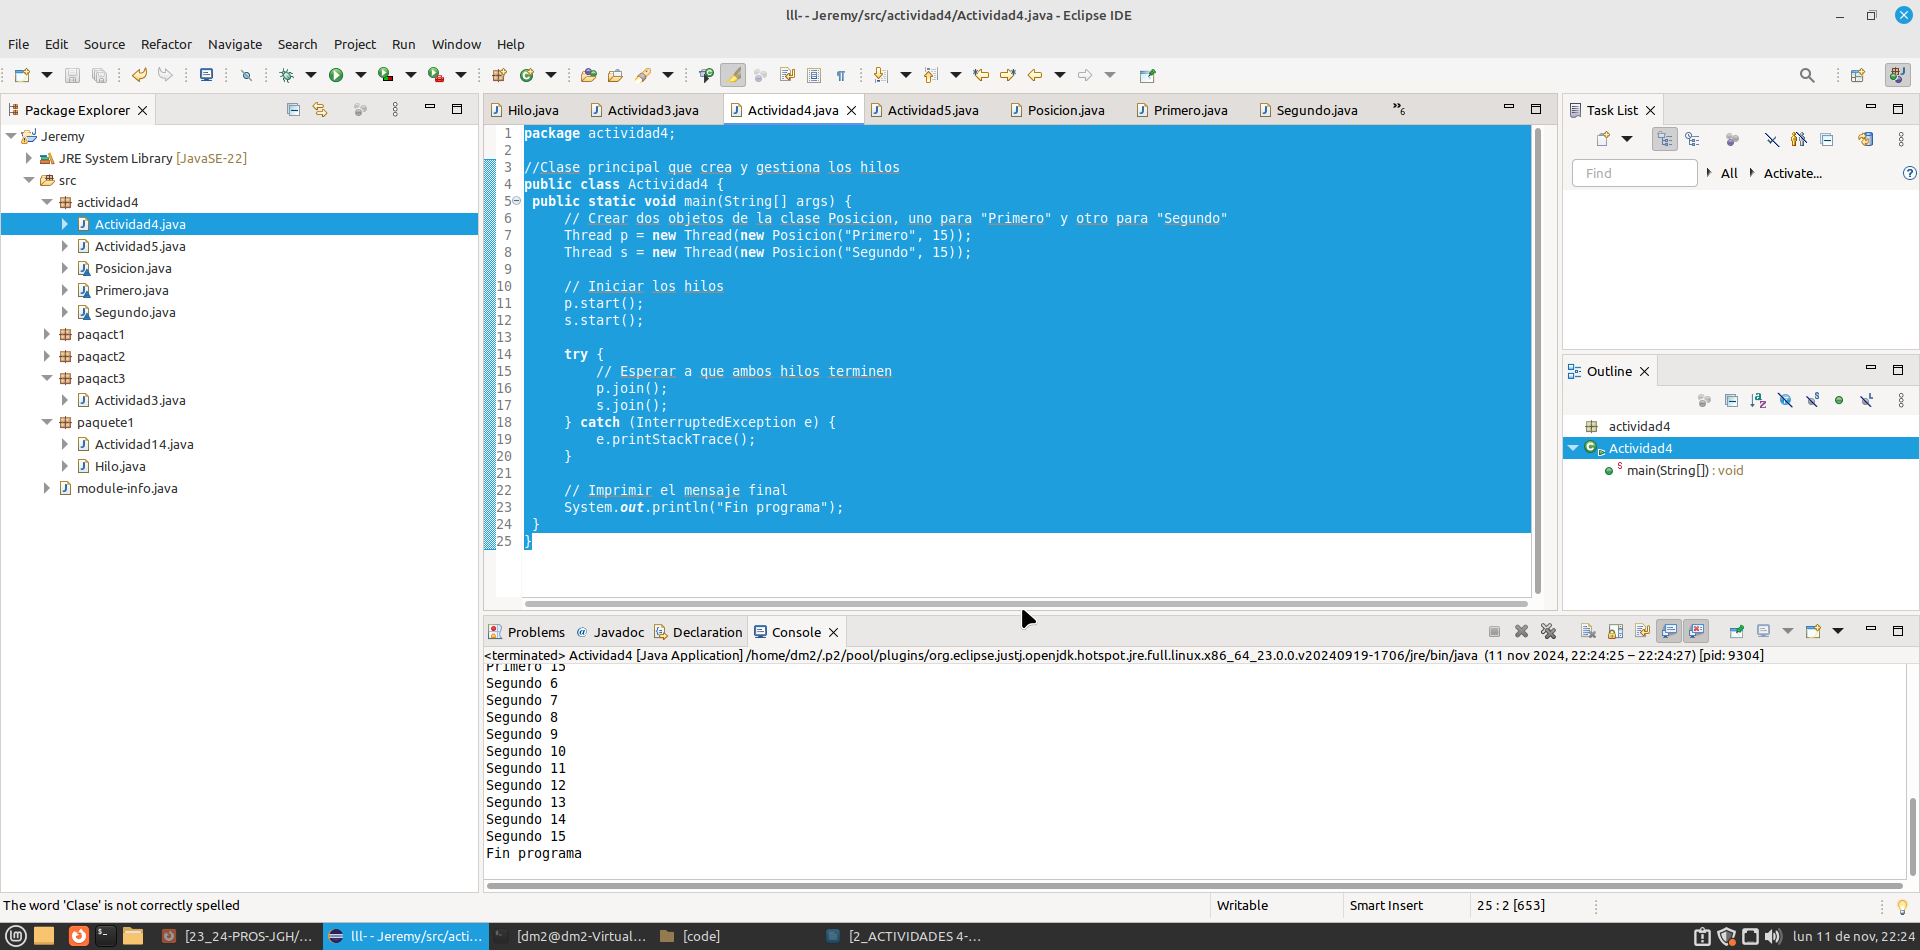 lll- - Jeremy/src/actividad4/Actividad4.java - Eclipse IDE
File Edit Source Refactor Navigate Search Project Run Window Help
Package Explorer
Jeremy
JRE System Library [JavaSE-22]
src
actividad4
Actividad4.java
Actividad5.java
Posicion.java
Primero.java
Segundo.java
paqact1
paqact2
paqact3
Actividad3.java
paquete1
Actividad14.java
Hilo.java
module-info.java
Hilo.java Actividad3.java Actividad4.java Actividad5.java Posicion.java Primero.java Segundo.java »6
1 package actividad4;
2
3 //Clase principal que crea y gestiona los hilos
4 public class Actividad4 {
5 public static void main(String[] args) {
6 // Crear dos objetos de la clase Posicion, uno para "Primero" y otro para "Segundo"
7 Thread p = new Thread(new Posicion("Primero", 15));
8 Thread s = new Thread(new Posicion("Segundo", 15));
9
10 // Iniciar los hilos
11 p.start();
12 s.start();
13
14 try {
15 // Esperar a que ambos hilos terminen
16 p.join();
17 s.join();
18 } catch (InterruptedException e) {
19 e.printStackTrace();
20 }
21
22 // Imprimir el mensaje final
23 System.out.println("Fin programa");
24 }
25 }
Task List
Find All Activate...
Outline
actividad4
Actividad4
main(String[]) : void
Problems Javadoc Declaration Console
<terminated> Actividad4 [Java Application] /home/dm2/.p2/pool/plugins/org.eclipse.justj.openjdk.hotspot.jre.full.linux.x86_64_23.0.0.v20240919-1706/jre/bin/java (11 nov 2024, 22:24:25 – 22:24:27) [pid: 9304]
Primero 15
Segundo 6
Segundo 7
Segundo 8
Segundo 9
Segundo 10
Segundo 11
Segundo 12
Segundo 13
Segundo 14
Segundo 15
Fin programa
The word 'Clase' is not correctly spelled Writable Smart Insert 25 : 2 [653]
[23_24-PROS-JGH/... lll- - Jeremy/src/acti... [dm2@dm2-Virtual... [code] [2_ACTIVIDADES 4-... lun 11 de nov, 22:24